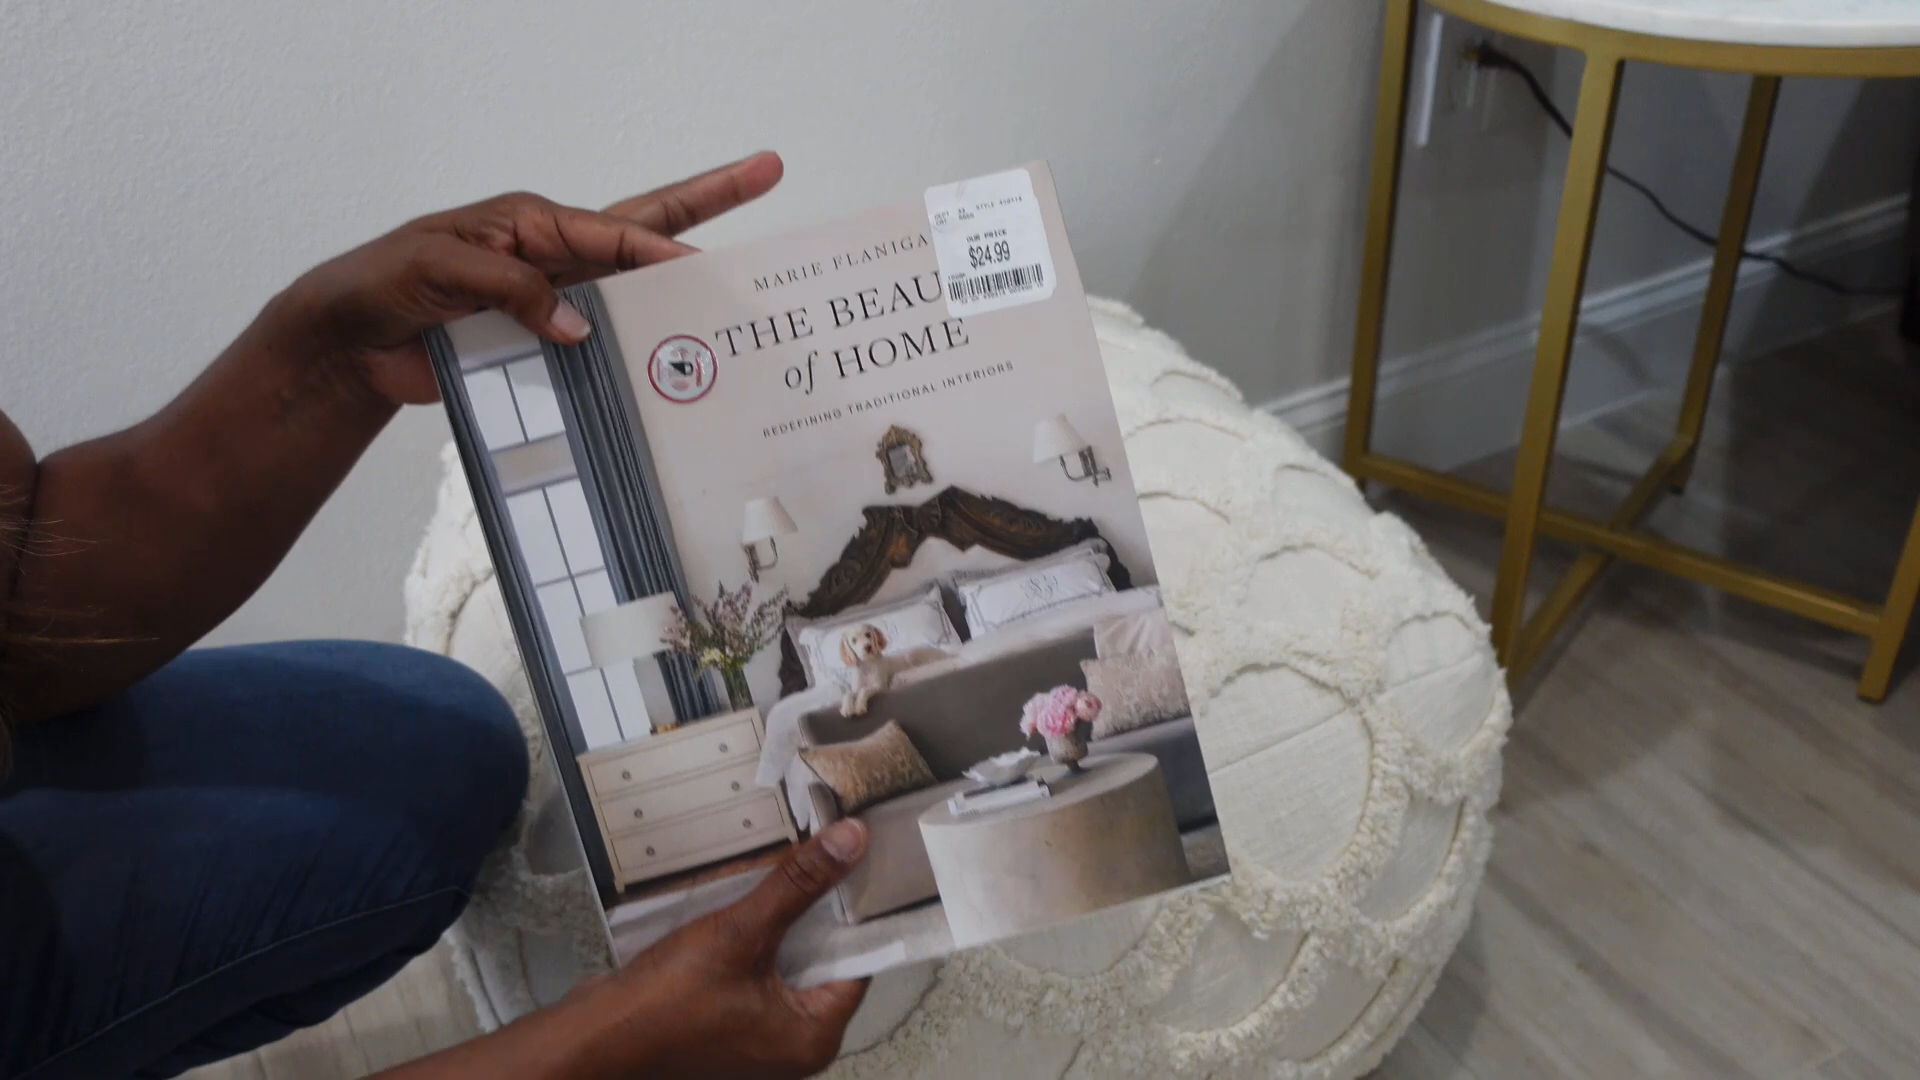 MARIE FLANIGA
THE BEAU
of HOME
REDEFINING TRADITIONAL INTERIORS
OUR PRICE
$24.99